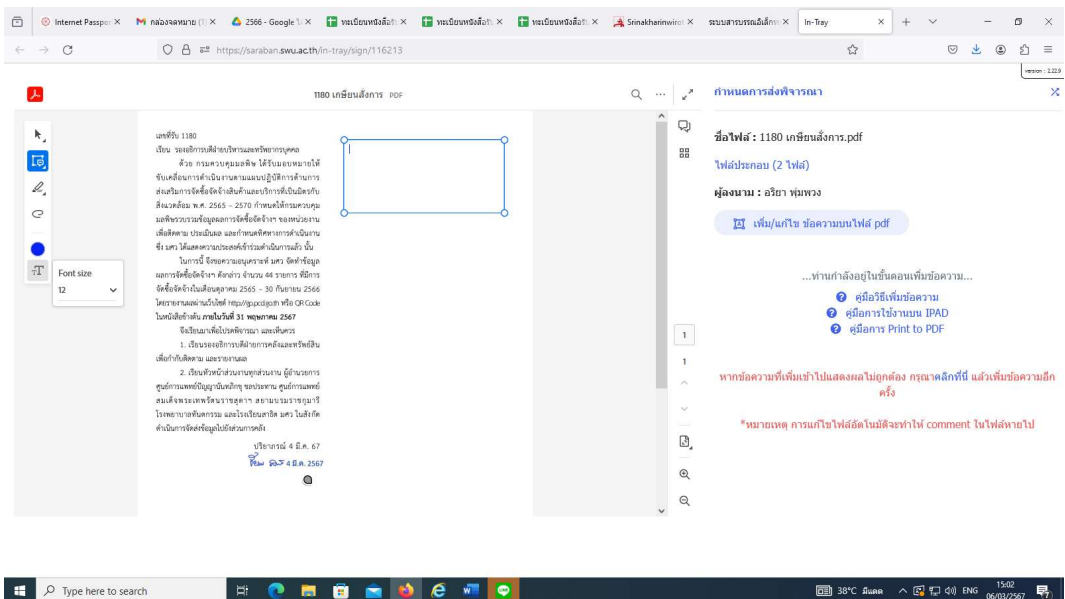 Internet Passpor
กล่องจดหมาย (1)
2566 - Google ไ
ทะเบียนหนังสือรับ
ทะเบียนหนังสือรับ
ทะเบียนหนังสือรับ
Srinakharinwirot
ระบบสารบรรณอิเล็กทร
In-Tray
https://saraban.swu.ac.th/in-tray/sign/116213
version : 2.22.9
1180 เกษียนสั่งการ PDF
Font size
12
เลขที่รับ 1180
เรียน รองอธิการบดีฝ่ายบริหารและทรัพยากรบุคคล
ด้วย กรมควบคุมมลพิษ ได้รับมอบหมายให้
ขับเคลื่อนการดำเนินงานตามแผนปฏิบัติการด้านการ
ส่งเสริมการจัดซื้อจัดจ้างสินค้าและบริการที่เป็นมิตรกับ
สิ่งแวดล้อม พ.ศ. 2565 - 2570 กำหนดให้กรมควบคุม
มลพิษรวบรวมข้อมูลผลการจัดซื้อจัดจ้างฯ ของหน่วยงาน
เพื่อติดตาม ประเมินผล และกำหนดทิศทางการดำเนินงาน
ซึ่ง มศว ได้แสดงความประสงค์เข้าร่วมดำเนินการแล้ว นั้น
ในการนี้ จึงขอความอนุเคราะห์ มศว จัดทำข้อมูล
ผลการจัดซื้อจัดจ้างฯ ดังกล่าว จำนวน 44 รายการ ที่มีการ
จัดซื้อจัดจ้างในเดือนตุลาคม 2565 - 30 กันยายน 2566
โดยรายงานผลผ่านเว็บไซต์ http://gp.pcd.go.th หรือ QR Code
ในหนังสือข้างต้น ภายในวันที่ 31 พฤษภาคม 2567
จึงเรียนมาเพื่อโปรดพิจารณา และเห็นควร
1. เรียนรองอธิการบดีฝ่ายการคลังและทรัพย์สิน
เพื่อกำกับติดตาม และรายงานผล
2. เรียนหัวหน้าส่วนงานทุกส่วนงาน ผู้อำนวยการ
ศูนย์การแพทย์ปัญญานันทภิกขุ ชลประทาน ศูนย์การแพทย์
สมเด็จพระเทพรัตนราชสุดาฯ สยามบรมราชกุมารี
โรงพยาบาลทันตกรรม และโรงเรียนสาธิต มศว ในสังกัด
ดำเนินการจัดส่งข้อมูลไปยังส่วนการคลัง
ปริยาภรณ์ 4 มี.ค. 67
4 มี.ค. 2567
1
1
กำหนดการส่งพิจารณา
ชื่อไฟล์ : 1180 เกษียนสั่งการ.pdf
ไฟล์ประกอบ (2 ไฟล์)
ผู้ลงนาม : อริยา พุ่มพวง
เพิ่ม/แก้ไข ข้อความบนไฟล์ pdf
...ท่านกำลังอยู่ในขั้นตอนเพิ่มข้อความ...
คู่มือวิธีเพิ่มข้อความ
คู่มือการใช้งานบน IPAD
คู่มือการ Print to PDF
หากข้อความที่เพิ่มเข้าไปแสดงผลไม่ถูกต้อง กรุณาคลิกที่นี่ แล้วเพิ่มข้อความอีก
ครั้ง
*หมายเหตุ การแก้ไขไฟล์อัตโนมัติจะทำให้ comment ในไฟล์หายไป
Type here to search
38°C มีแดด
ENG
15:02
06/03/2567